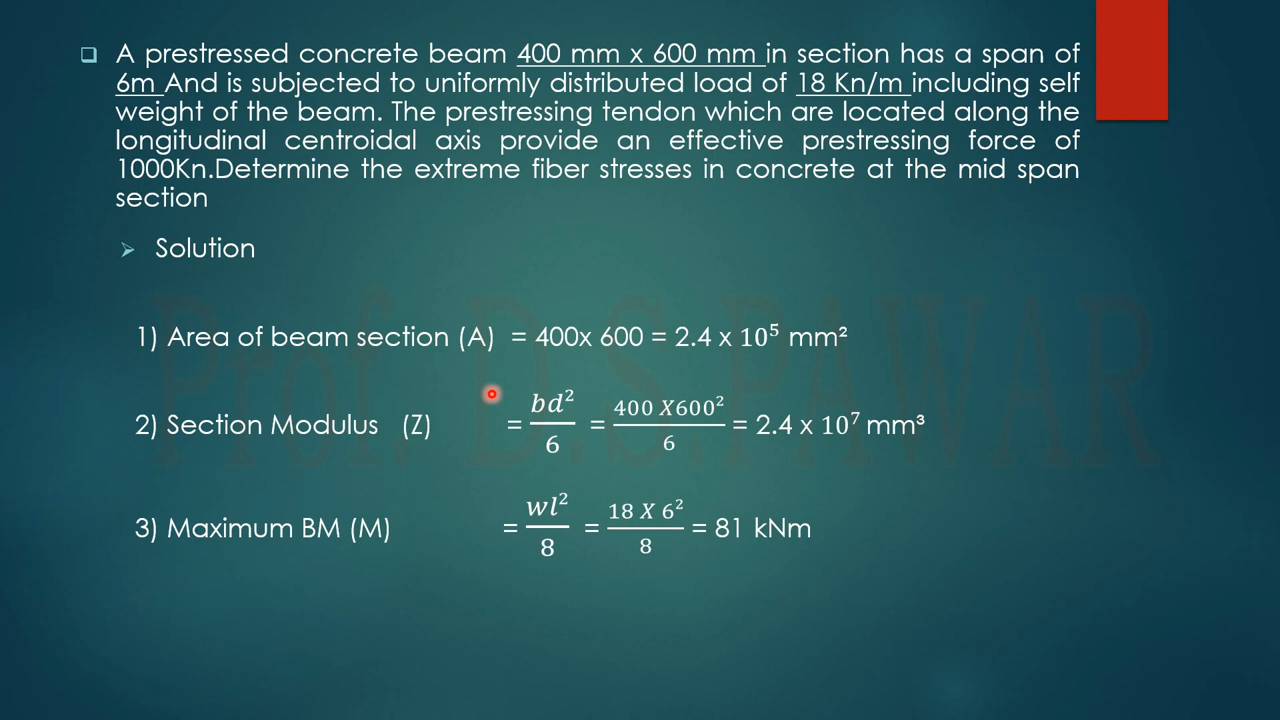 ❑ A prestressed concrete beam 400 mm x 600 mm in section has a span of
6m And is subjected to uniformly distributed load of 18 Kn/m including self
weight of the beam. The prestressing tendon which are located along the
longitudinal centroidal axis provide an effective prestressing force of
1000Kn.Determine the extreme fiber stresses in concrete at the mid span
section
➢ Solution
1) Area of beam section (A) = 400x 600 = 2.4 x 10⁵ mm²
2) Section Modulus (Z) = bd²/6 = 400 X600²/6 = 2.4 x 10⁷ mm³
3) Maximum BM (M) = wl²/8 = 18 X 6²/8 = 81 kNm
Prof. D.S.PAWAR